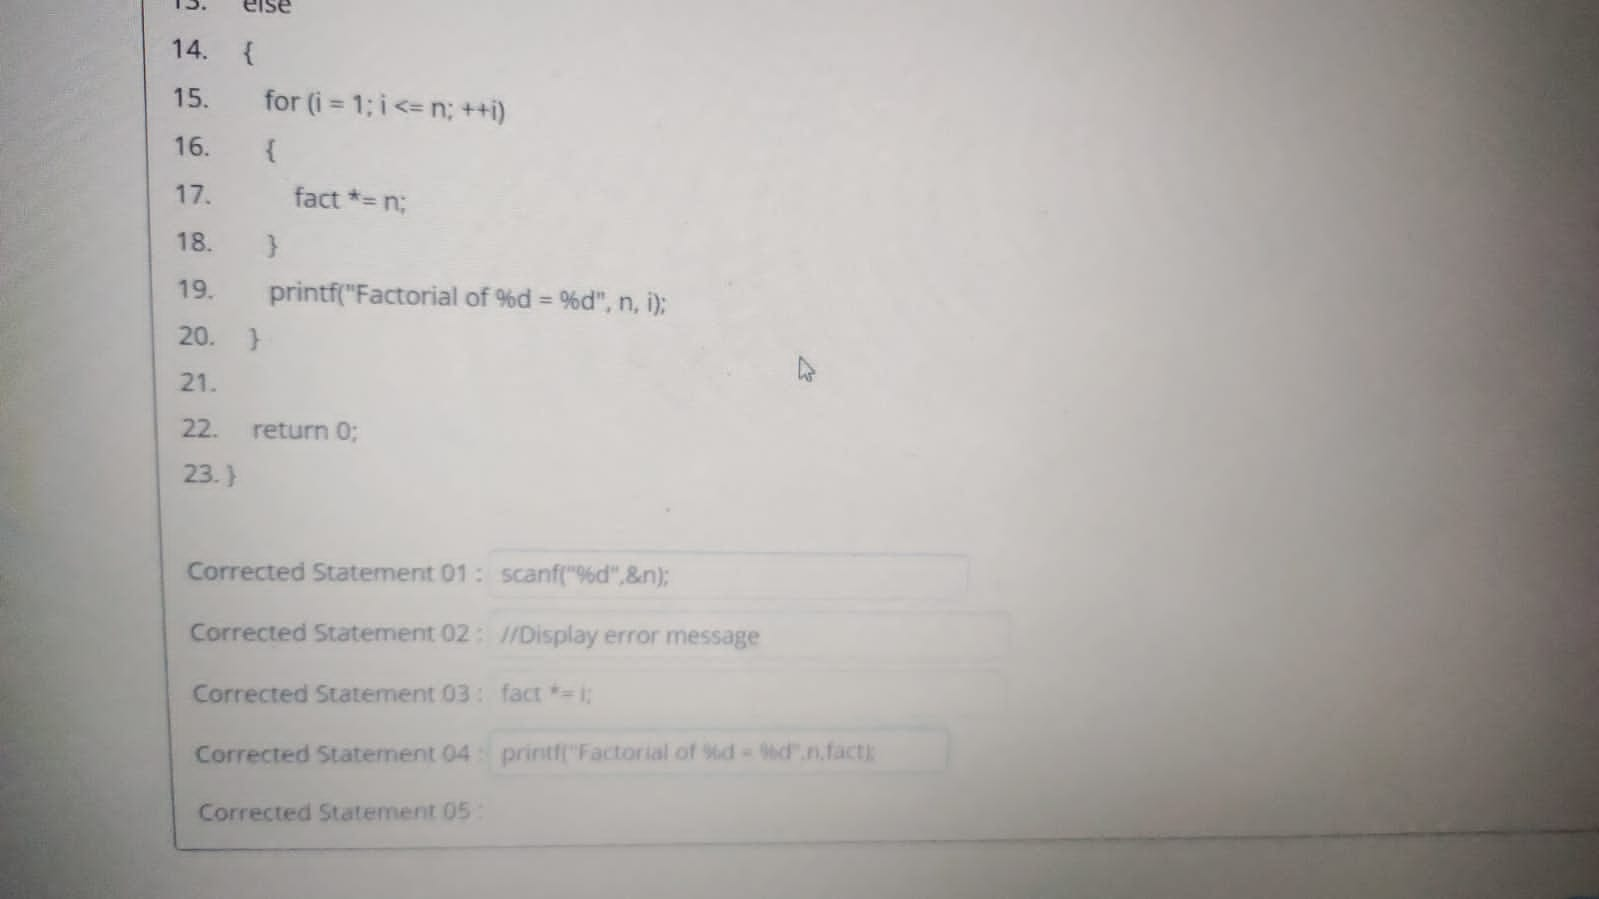 13. else
14. {
15. for (i = 1; i <= n; ++i)
16. {
17. fact *= n;
18. }
19. printf("Factorial of %d = %d", n, i);
20. }
21.
22. return 0;
23. }
Corrected Statement 01 : scanf("%d",&n);
Corrected Statement 02 : //Display error message
Corrected Statement 03 : fact *= i;
Corrected Statement 04 : printf("Factorial of %d = %d",n,fact);
Corrected Statement 05 :